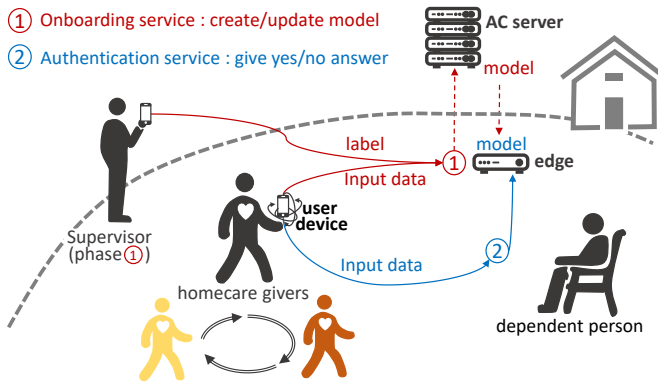 1 Onboarding service : create/update model
2 Authentication service : give yes/no answer
AC server
model
model
edge
label
1
Input data
user
device
Supervisor
(phase 1)
2
Input data
homecare givers
dependent person